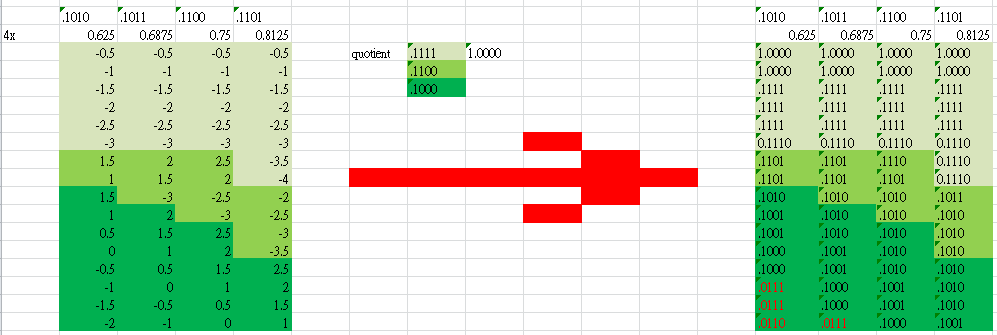 .1010 .1011 .1100 .1101 .1010 .1011 .1100 .1101
4x 0.625 0.6875 0.75 0.8125 0.625 0.6875 0.75 0.8125
-0.5 -0.5 -0.5 -0.5 quotient .1111 1.0000 1.0000 1.0000 1.0000 1.0000
-1 -1 -1 -1 .1100 1.0000 1.0000 1.0000 1.0000
-1.5 -1.5 -1.5 -1.5 .1000 .1111 .1111 .1111 .1111
-2 -2 -2 -2 .1111 .1111 .1111 .1111
-2.5 -2.5 -2.5 -2.5 .1111 .1111 .1111 .1111
-3 -3 -3 -3 0.1110 0.1110 0.1110 0.1110
1.5 2 2.5 -3.5 .1101 .1101 .1110 0.1110
1 1.5 2 -4 .1101 .1101 .1101 0.1110
1.5 -3 -2.5 -2 .1010 .1010 .1010 .1011
1 2 -3 -2.5 .1001 .1010 .1010 .1010
0.5 1.5 2.5 -3 .1001 .1001 .1010 .1010
0 1 2 -3.5 .1000 .1001 .1010 .1010
-0.5 0.5 1.5 2.5 .1000 .1001 .1010 .1010
-1 0 1 2 .0111 .1000 .1001 .1010
-1.5 -0.5 0.5 1.5 .0111 .1000 .1001 .1010
-2 -1 0 1 .0110 .0111 .1000 .1001